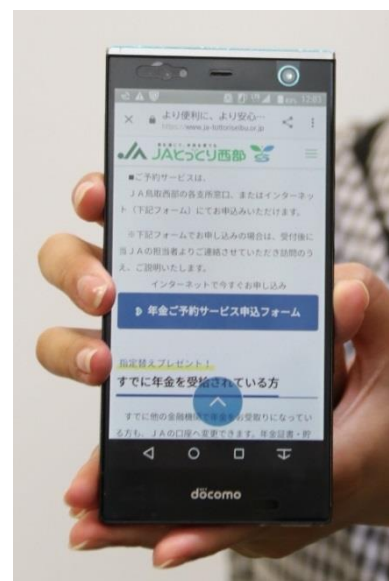 81% 12:03
より便利に、より安心…
https://www.ja-tottoriseibu.or.jp
JAとっとり西部
■ご予約サービスは、
ＪＡ鳥取西部の各支所窓口、またはインターネッ
ト（下記フォーム）にてお申込みいただけます。
※下記フォームでお申し込みの場合は、受付後に
当ＪＡの担当者よりご連絡させていただき訪問のう
え、ご説明いたします。
インターネットで今すぐお申し込み
年金ご予約サービス申込フォーム
指定替えプレゼント！
すでに年金を受給されている方
すでに他の金融機関で年金をお受取りになってい
る方も、ＪＡの口座へ変更できます。年金証書・貯
docomo